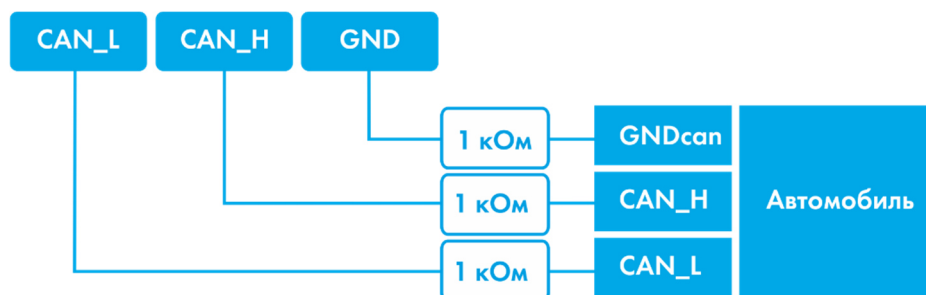 CAN_L
CAN_H
GND
1 кОм
GNDcan
1 кОм
CAN_H
Автомобиль
1 кОм
CAN_L